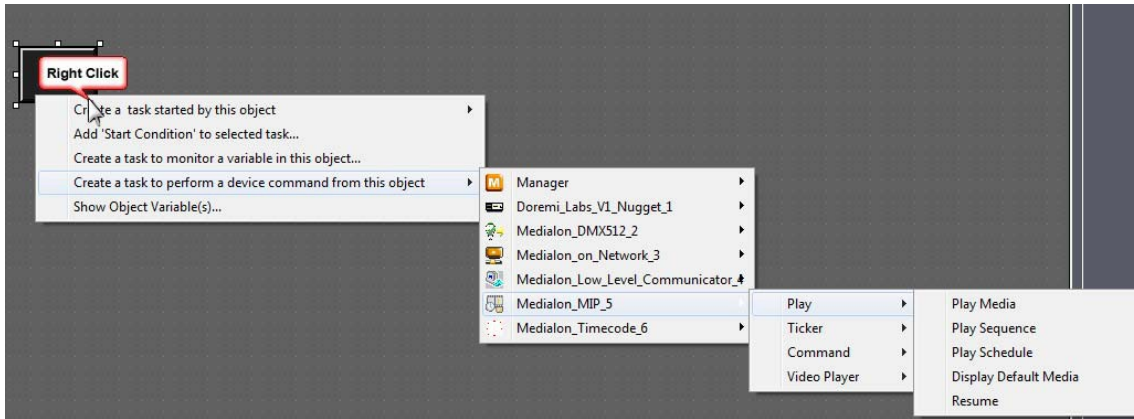 Right Click
Create a task started by this object
Add 'Start Condition' to selected task...
Create a task to monitor a variable in this object...
Create a task to perform a device command from this object
Show Object Variable(s)...
Manager
Doremi_Labs_V1_Nugget_1
Medialon_DMX512_2
Medialon_on_Network_3
Medialon_Low_Level_Communicator_4
Medialon_MIP_5
Medialon_Timecode_6
Play
Ticker
Command
Video Player
Play Media
Play Sequence
Play Schedule
Display Default Media
Resume